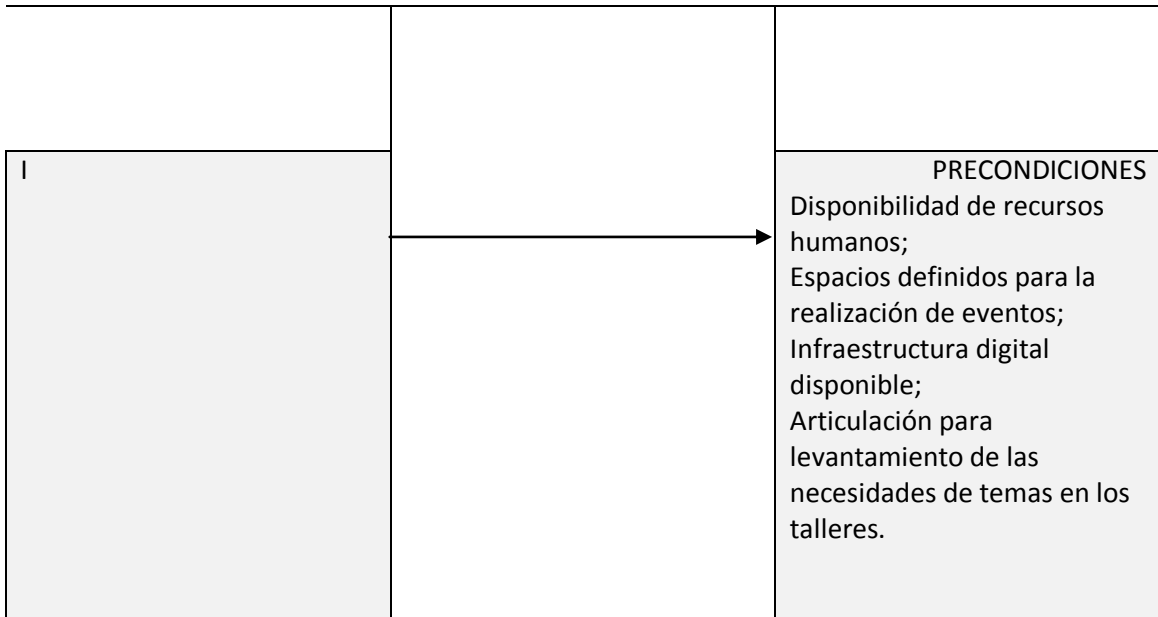 I
PRECONDICIONES
Disponibilidad de recursos
humanos;
Espacios definidos para la
realización de eventos;
Infraestructura digital
disponible;
Articulación para
levantamiento de las
necesidades de temas en los
talleres.